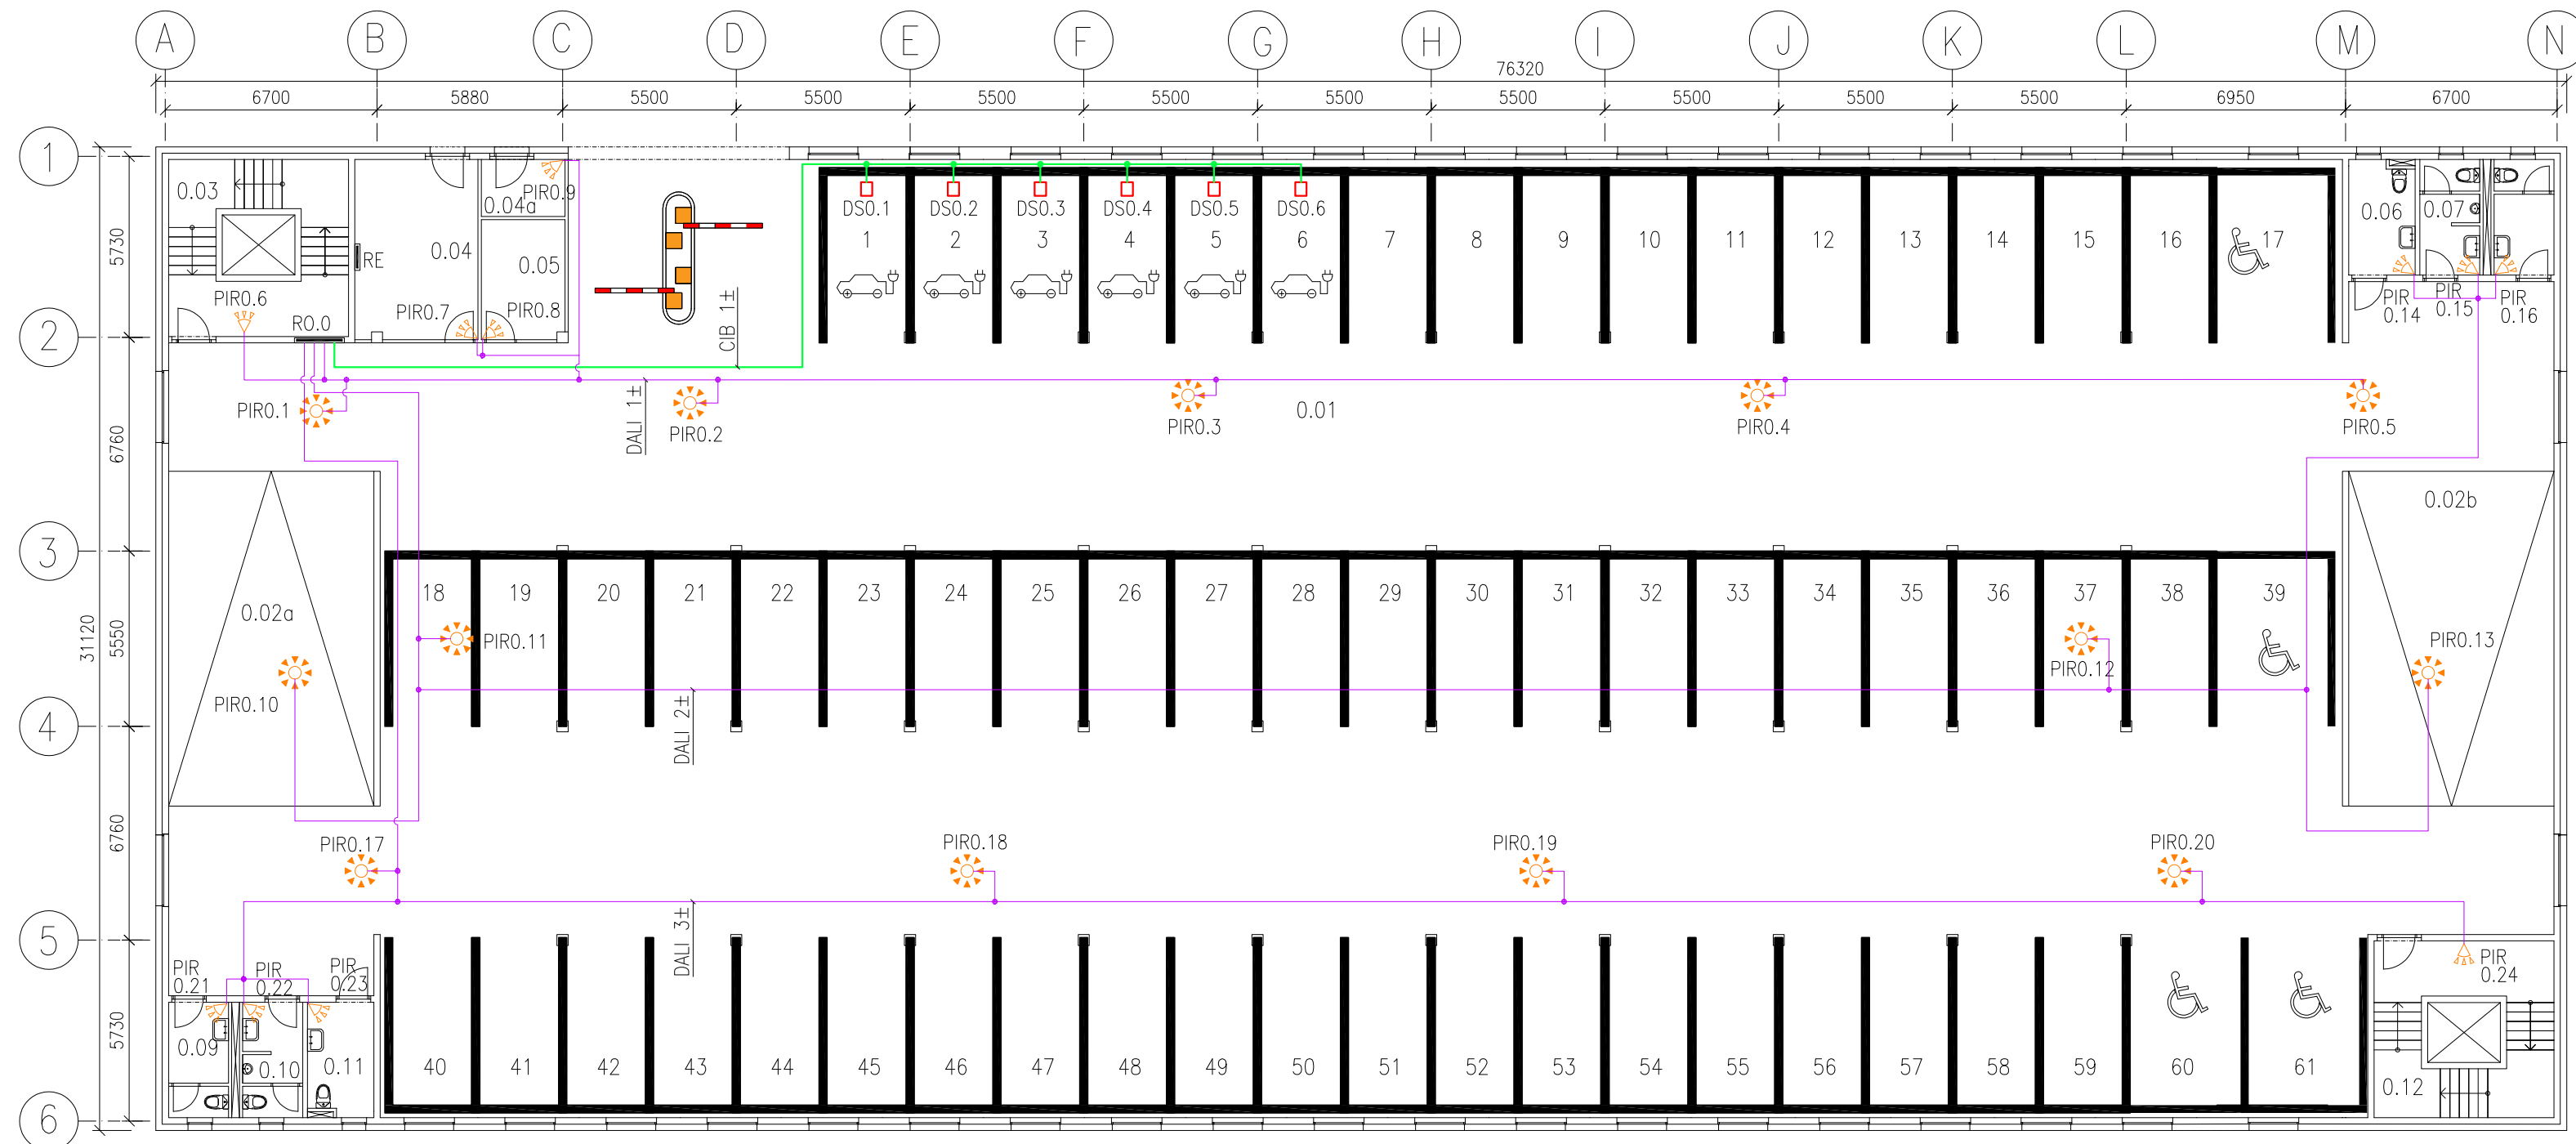 A B C D E F G H I J K L M N
76320
6700 5880 5500 5500 5500 5500 5500 5500 5500 5500 5500 6950 6700
1
0.03
PIR0.9
0.04a
0.04
0.05
RE
PIR0.6
R0.0
PIR0.7
PIR0.8
CIB 1±
DS0.1 DS0.2 DS0.3 DS0.4 DS0.5 DS0.6
1 2 3 4 5 6 7 8 9 10 11 12 13 14 15 16 17
0.06
0.07
PIR
0.14
PIR
0.15
PIR
0.16
5730
2
PIR0.1
DALI 1±
PIR0.2
PIR0.3
0.01
PIR0.4
PIR0.5
6760
3
0.02b
18 19 20 21 22 23 24 25 26 27 28 29 30 31 32 33 34 35 36 37 38 39
0.02a
PIR0.11
PIR0.12
PIR0.13
31120
5550
PIR0.10
DALI 2±
4
6760
PIR0.17
PIR0.18
PIR0.19
PIR0.20
5
DALI 3±
PIR
0.21
PIR
0.22
PIR
0.23
PIR
0.24
5730
0.09
0.10
0.11
40 41 42 43 44 45 46 47 48 49 50 51 52 53 54 55 56 57 58 59 60 61
0.12
6